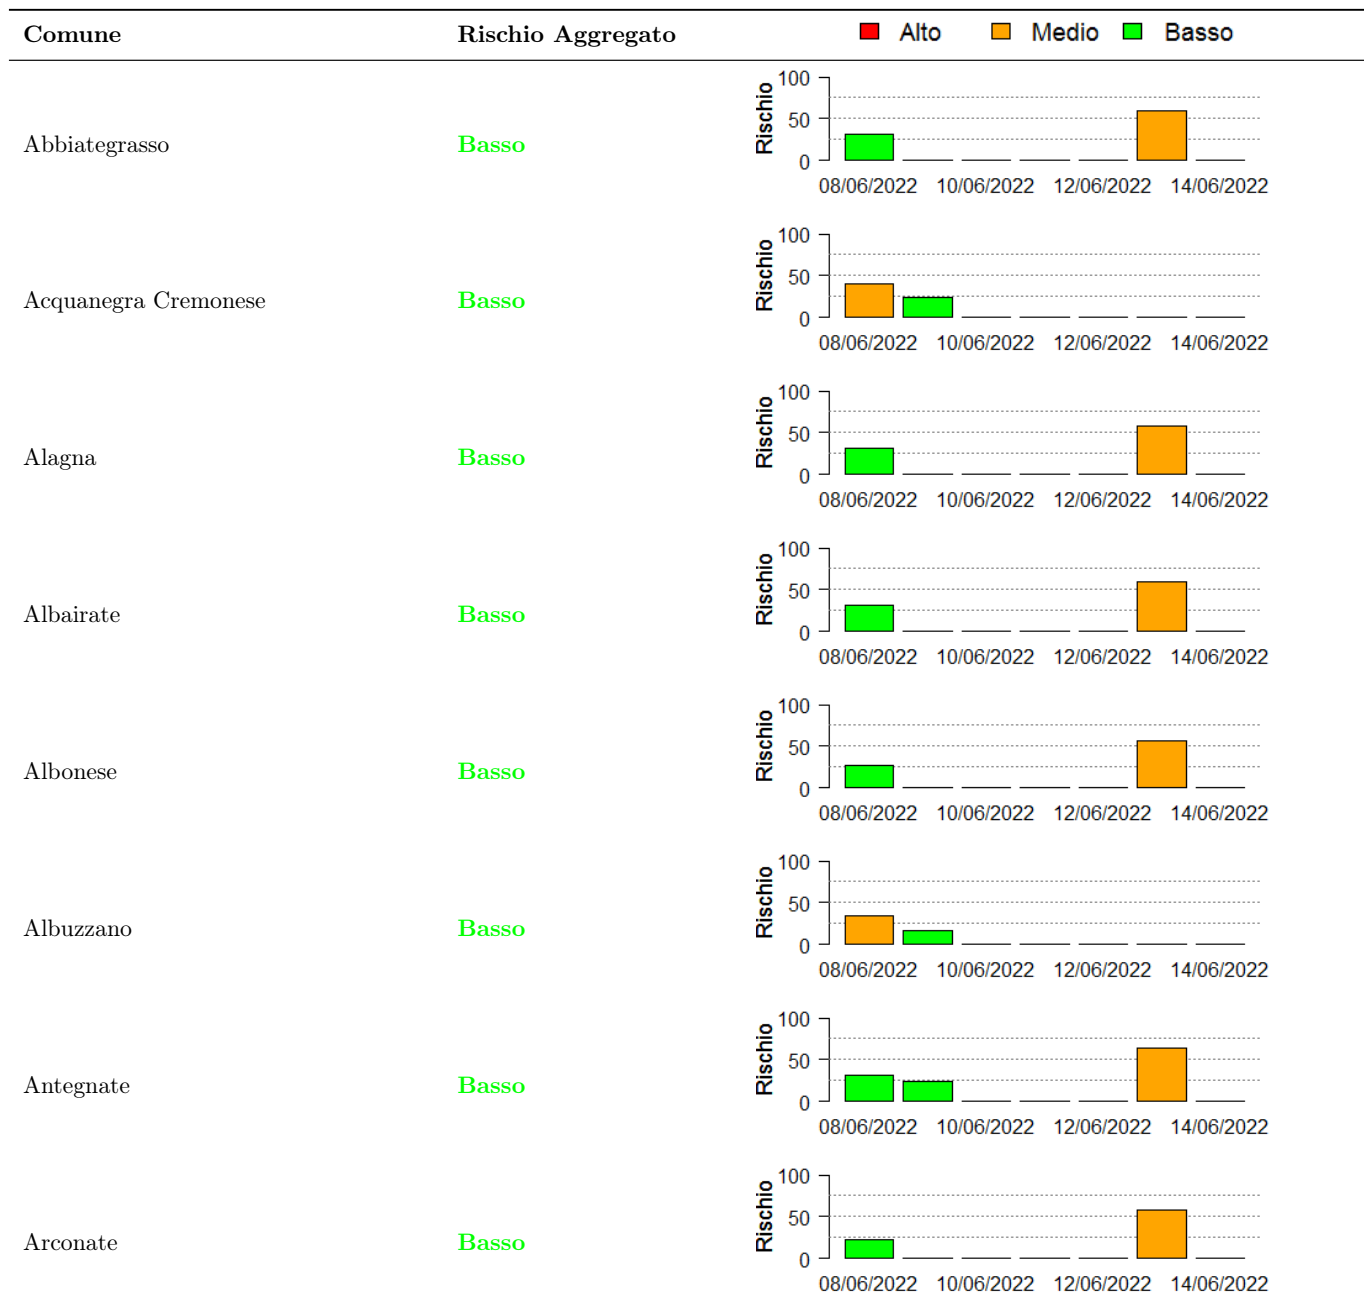 Comune Rischio Aggregato Alto Medio Basso
100
50
0
Rischio
Abbiategrasso Basso
08/06/2022 10/06/2022 12/06/2022 14/06/2022
100
50
0
Rischio
Acquanegra Cremonese Basso
08/06/2022 10/06/2022 12/06/2022 14/06/2022
100
50
0
Rischio
Alagna Basso
08/06/2022 10/06/2022 12/06/2022 14/06/2022
100
50
0
Rischio
Albairate Basso
08/06/2022 10/06/2022 12/06/2022 14/06/2022
100
50
0
Rischio
Albonese Basso
08/06/2022 10/06/2022 12/06/2022 14/06/2022
100
50
0
Rischio
Albuzzano Basso
08/06/2022 10/06/2022 12/06/2022 14/06/2022
100
50
0
Rischio
Antegnate Basso
08/06/2022 10/06/2022 12/06/2022 14/06/2022
100
50
0
Rischio
Arconate Basso
08/06/2022 10/06/2022 12/06/2022 14/06/2022